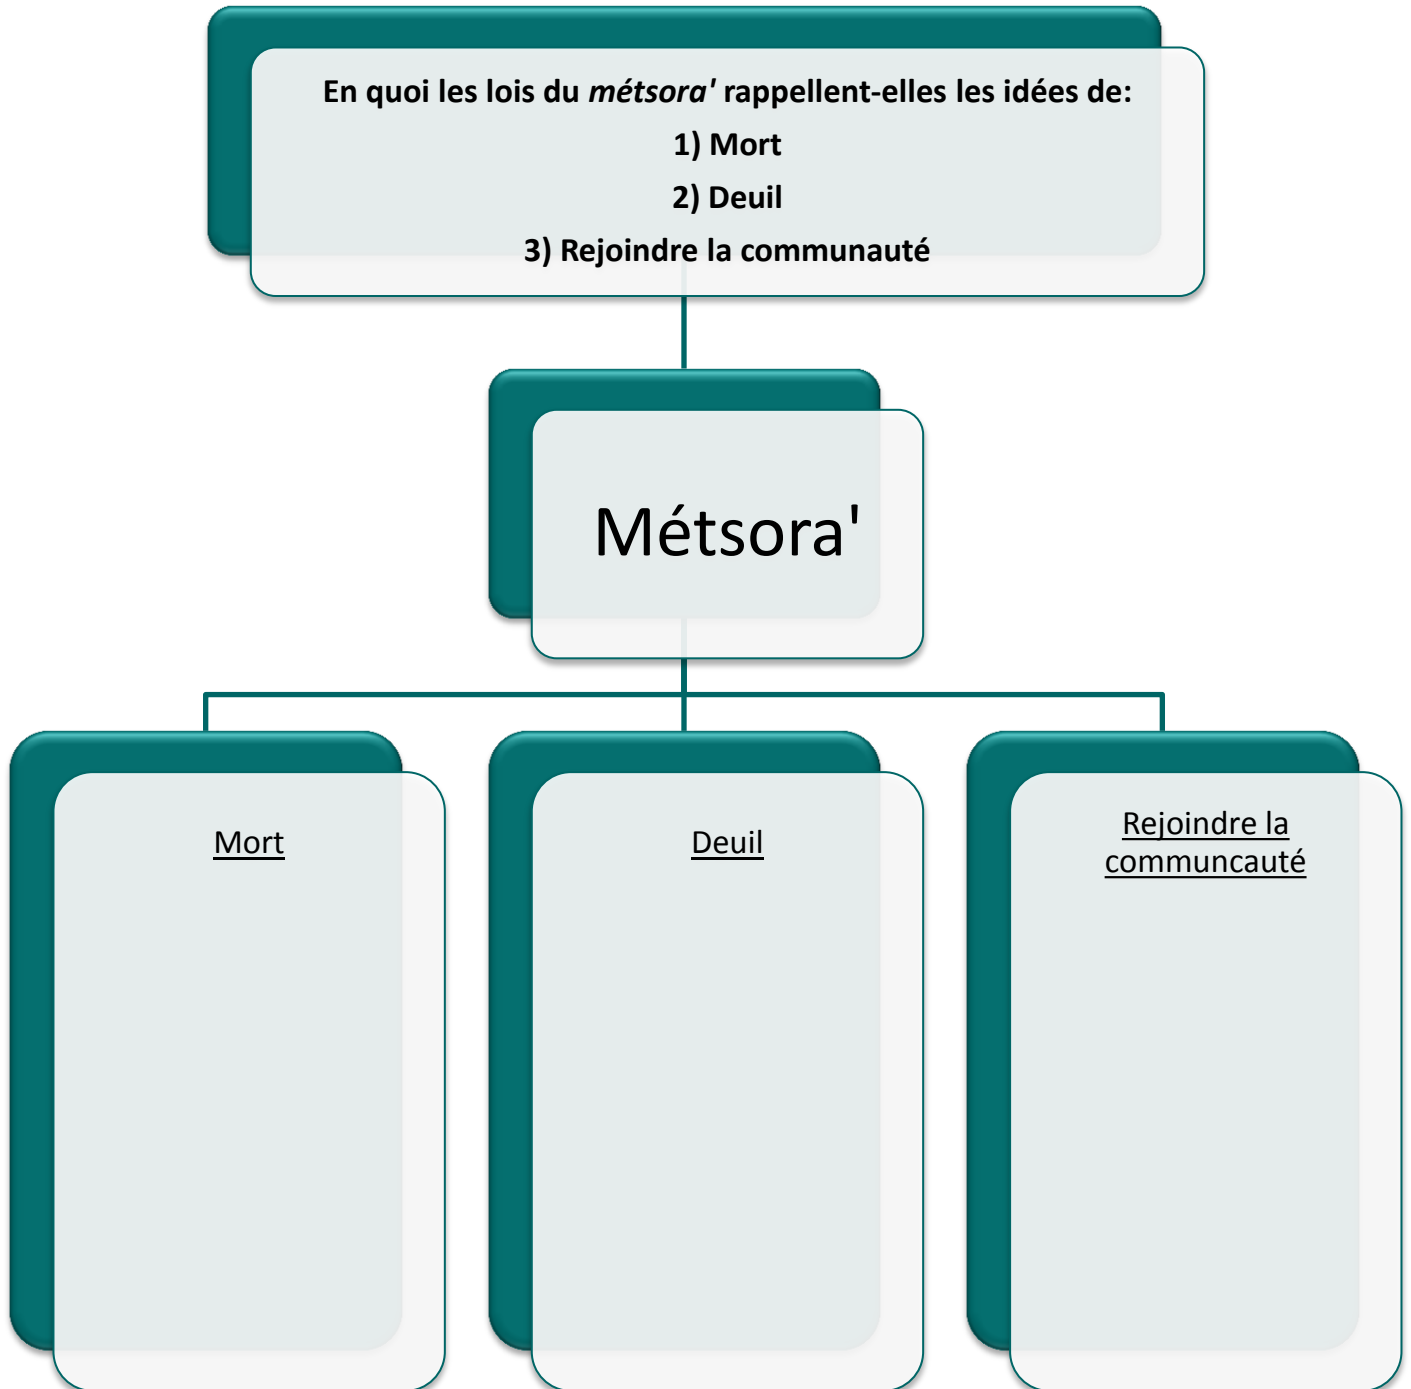 En quoi les lois du métsora' rappellent-elles les idées de:
1) Mort
2) Deuil
3) Rejoindre la communauté
Métsora'
Mort
Deuil
Rejoindre la
communcauté